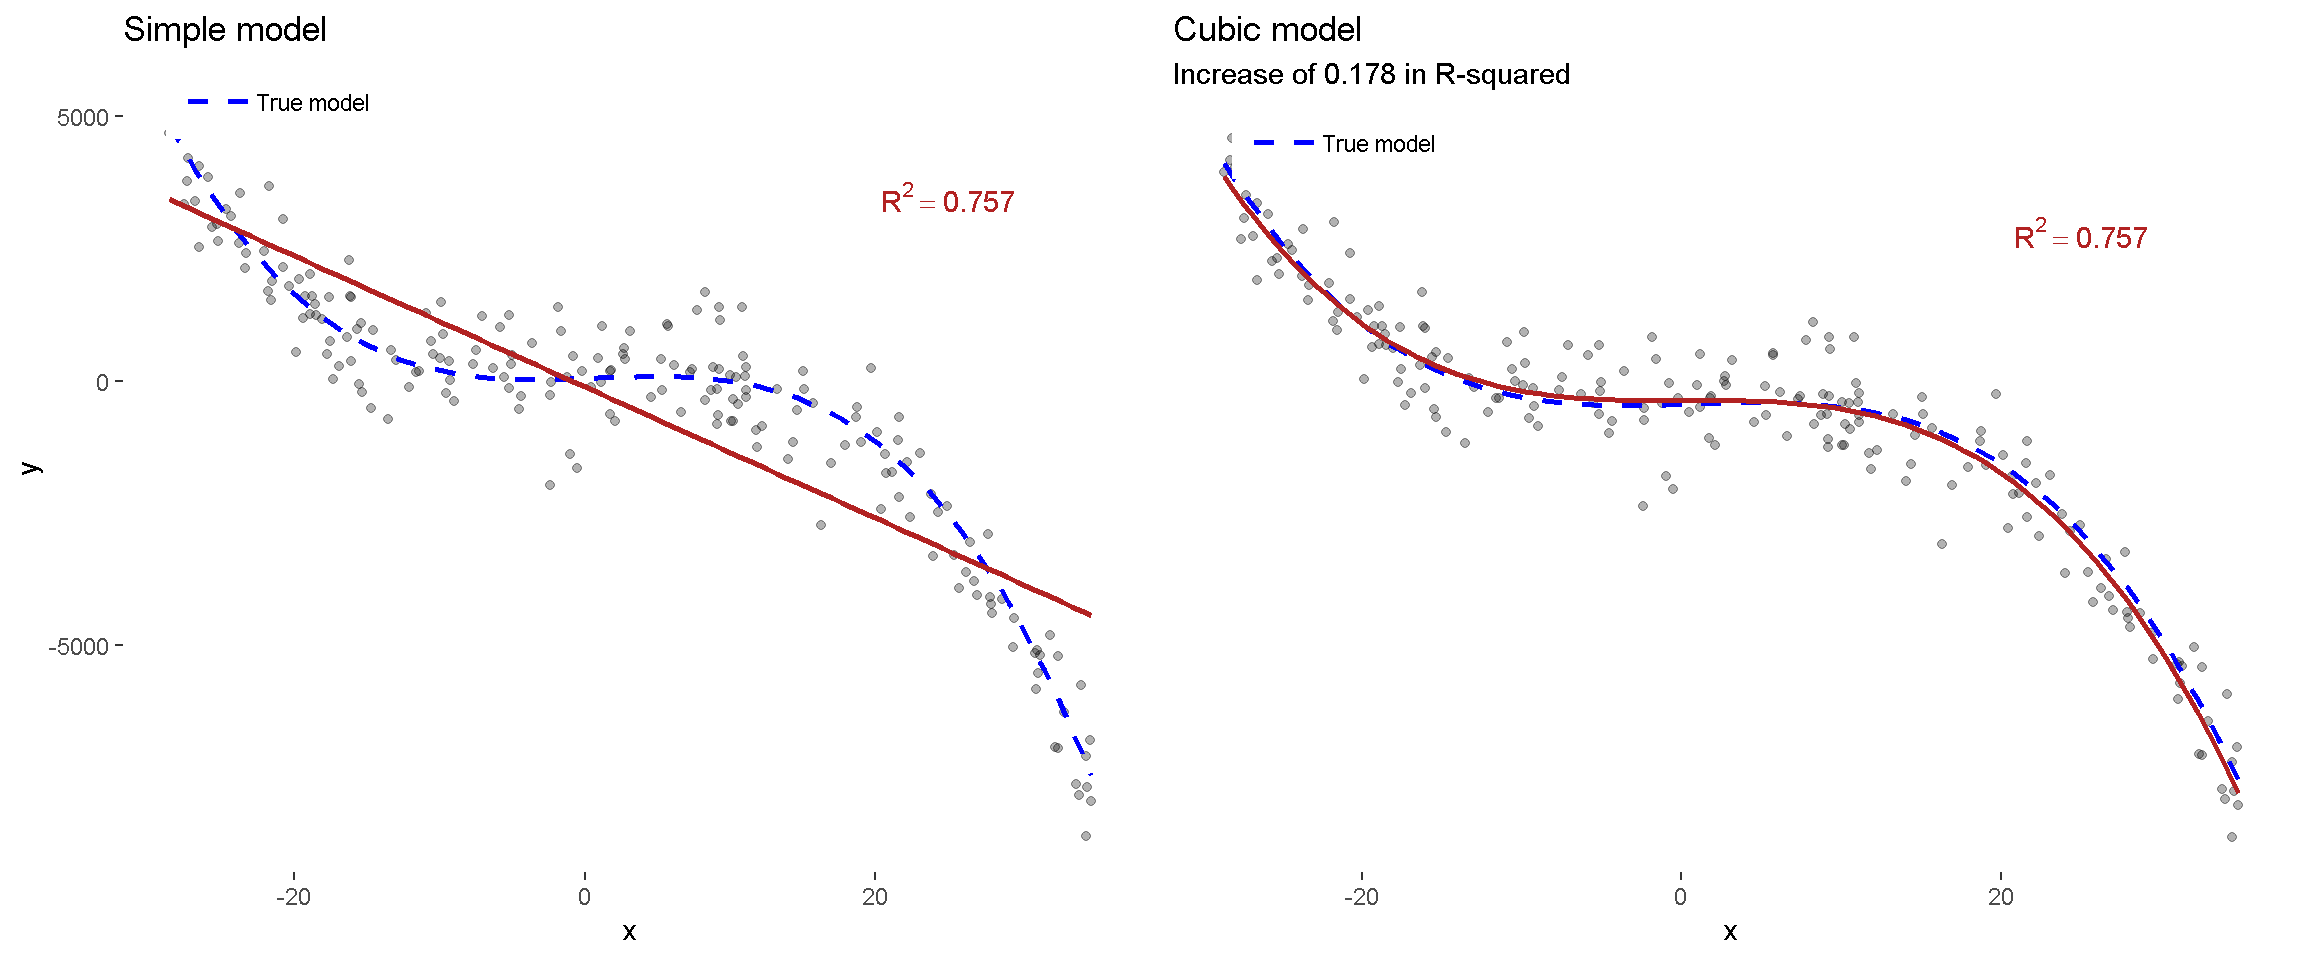 Simple model
Cubic model
Increase of 0.178 in R-squared
True model
R2 = 0.757
5000
0
-5000
y
-20
0
20
x
True model
R2 = 0.757
-20
0
20
x